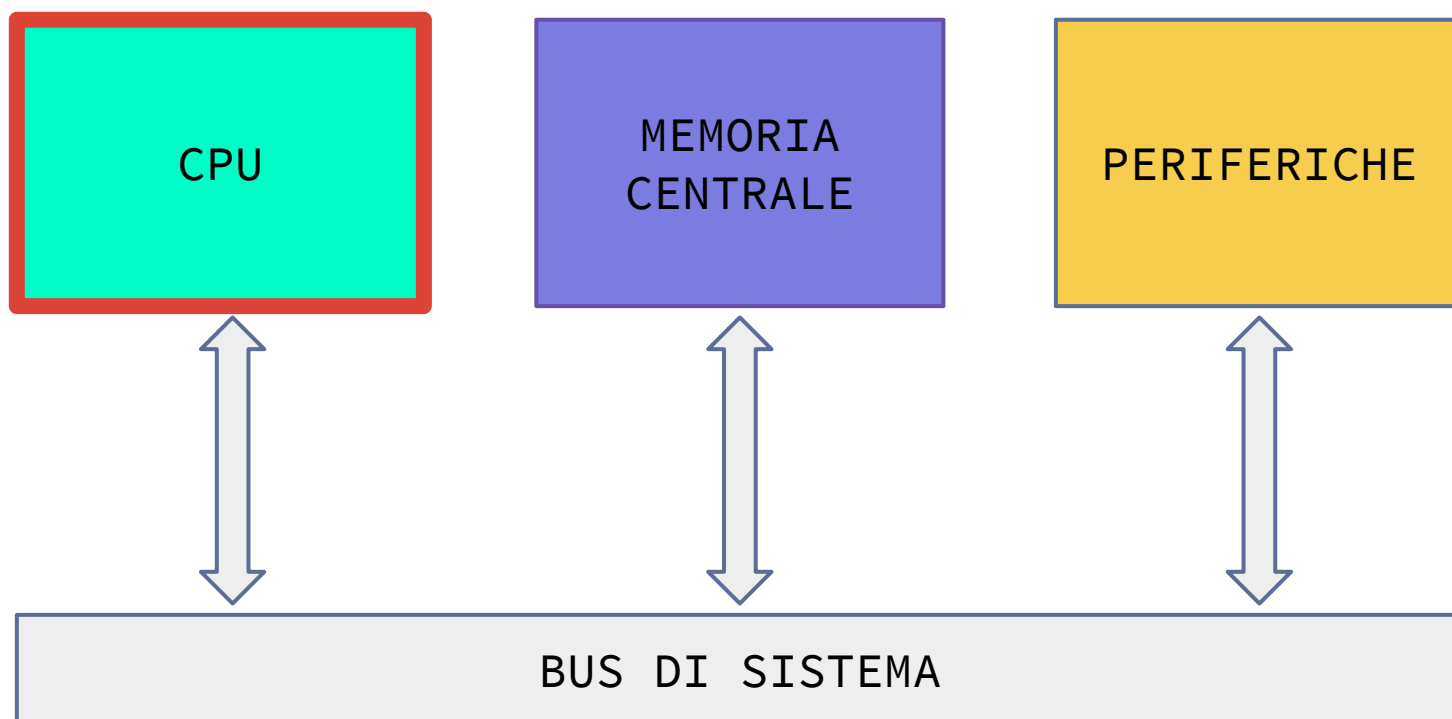 CPU
MEMORIA
CENTRALE
PERIFERICHE
BUS DI SISTEMA